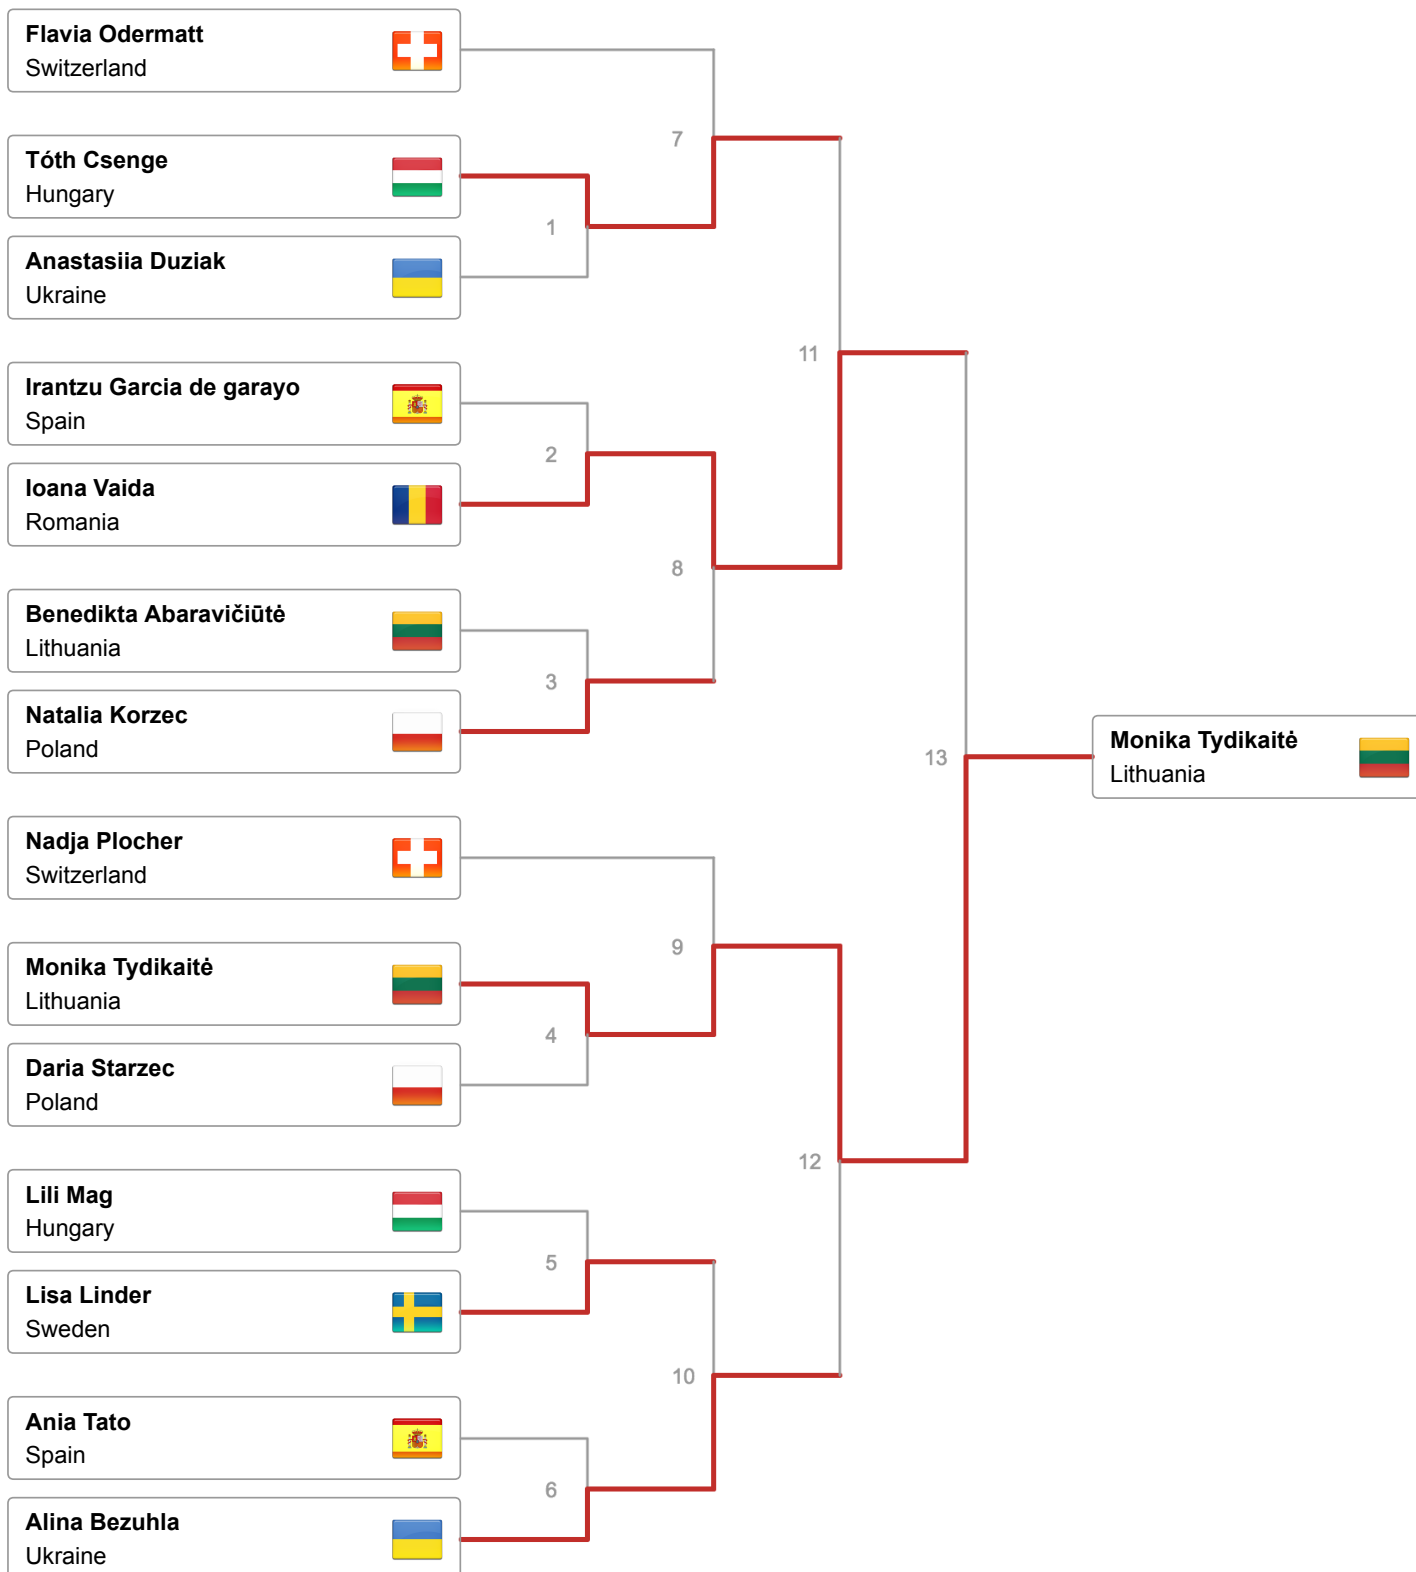 Flavia Odermatt
Switzerland
7
Tóth Csenge
Hungary
1
Anastasiia Duziak
Ukraine
11
Irantzu Garcia de garayo
Spain
2
Ioana Vaida
Romania
8
Benedikta Abaravičiūtė
Lithuania
3
Natalia Korzec
Poland
13
Monika Tydikaitė
Lithuania
Nadja Plocher
Switzerland
9
Monika Tydikaitė
Lithuania
4
Daria Starzec
Poland
12
Lili Mag
Hungary
5
Lisa Linder
Sweden
10
Ania Tato
Spain
6
Alina Bezuhla
Ukraine